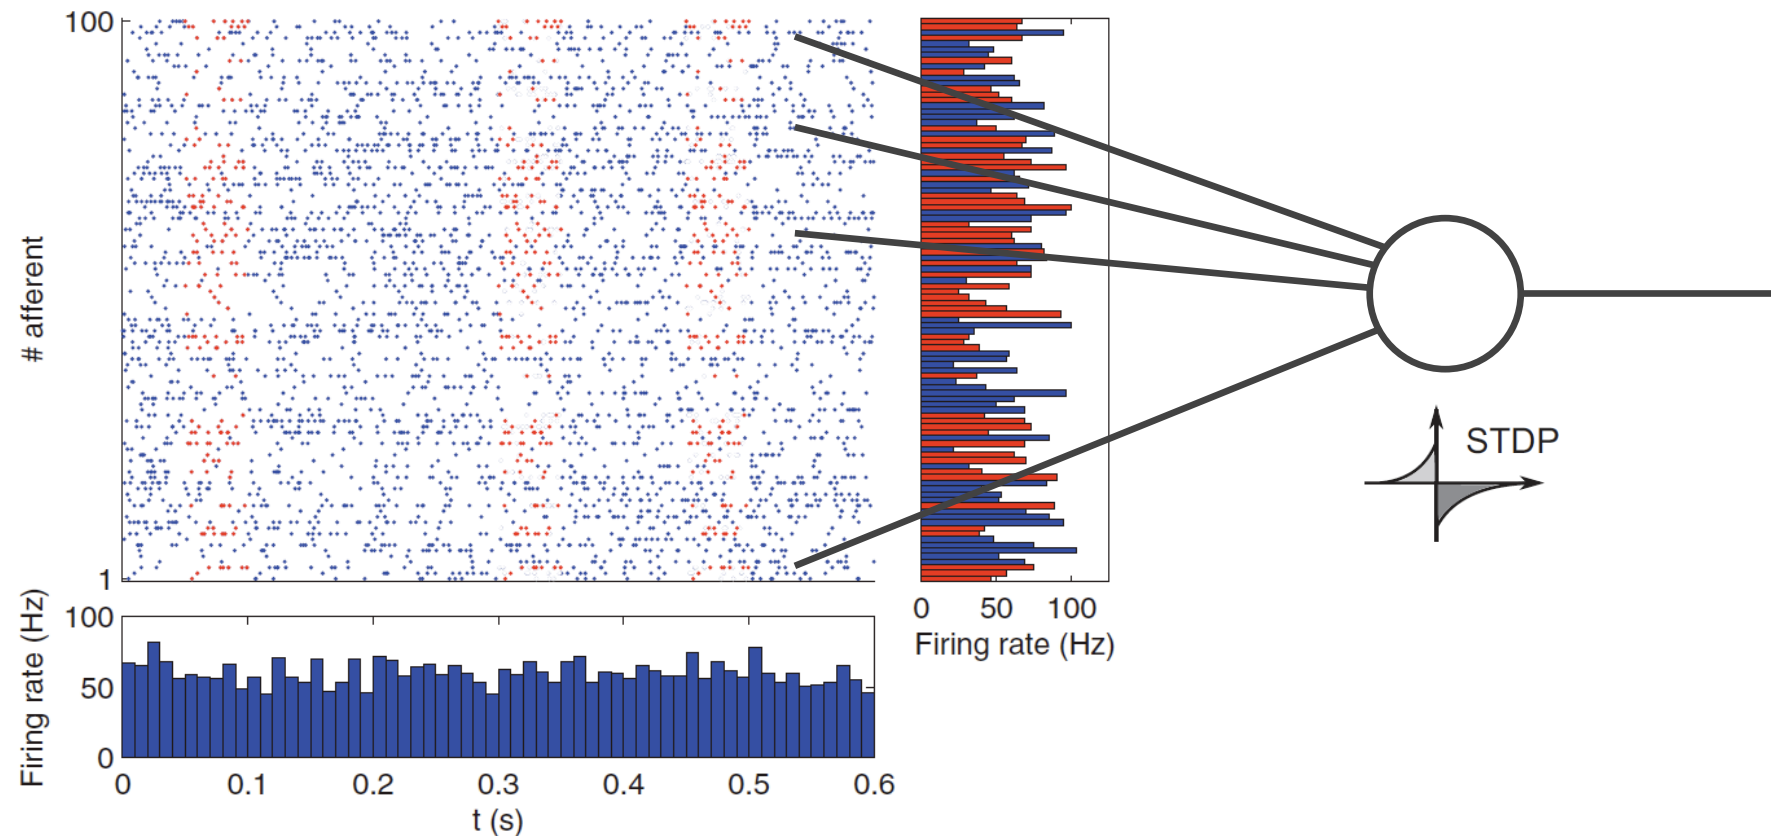 100
# afferent
1
0 50 100
Firing rate (Hz)
STDP
100
50
0
Firing rate (Hz)
0 0.1 0.2 0.3 0.4 0.5 0.6
t (s)